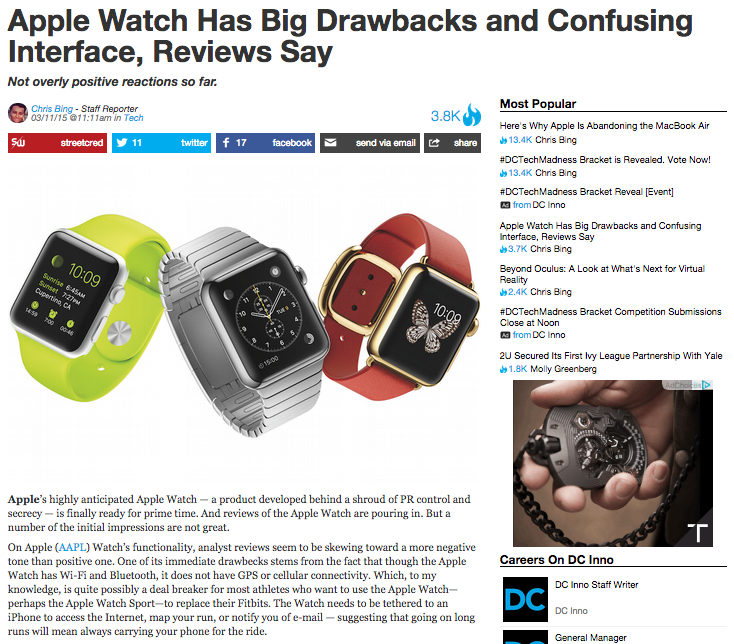 Apple Watch Has Big Drawbacks and Confusing
Interface, Reviews Say
Not overly positive reactions so far.
Chris Bing - Staff Reporter
03/11/15 @11:11am in Tech
3.8K
streetcred
11 twitter
17 facebook
send via email
share
10:09
Sunrise 6:45AM
Sunset 7:27PM
Cupertino, CA
10:09
Apple's highly anticipated Apple Watch — a product developed behind a shroud of PR control and
secrecy — is finally ready for prime time. And reviews of the Apple Watch are pouring in. But a
number of the initial impressions are not great.
On Apple (AAPL) Watch's functionality, analyst reviews seem to be skewing toward a more negative
tone than positive one. One of its immediate drawbecks stems from the fact that though the Apple
Watch has Wi-Fi and Bluetooth, it does not have GPS or cellular connectivity. Which, to my
knowledge, is quite possibly a deal breaker for most athletes who want to use the Apple Watch—
perhaps the Apple Watch Sport—to replace their Fitbits. The Watch needs to be tethered to an
iPhone to access the Internet, map your run, or notify you of e-mail — suggesting that going on long
runs will mean always carrying your phone for the ride.
Most Popular
Here's Why Apple Is Abandoning the MacBook Air
13.4K Chris Bing
#DCTechMadness Bracket is Revealed. Vote Now!
13.4K Chris Bing
#DCTechMadness Bracket Reveal [Event]
Ad from DC Inno
Apple Watch Has Big Drawbacks and Confusing
Interface, Reviews Say
3.7K Chris Bing
Beyond Oculus: A Look at What's Next for Virtual
Reality
2.4K Chris Bing
#DCTechMadness Bracket Competition Submissions
Close at Noon
Ad from DC Inno
2U Secured Its First Ivy League Partnership With Yale
1.8K Molly Greenberg
AdChoices
Careers On DC Inno
DC
DC Inno Staff Writer
DC Inno
General Manager